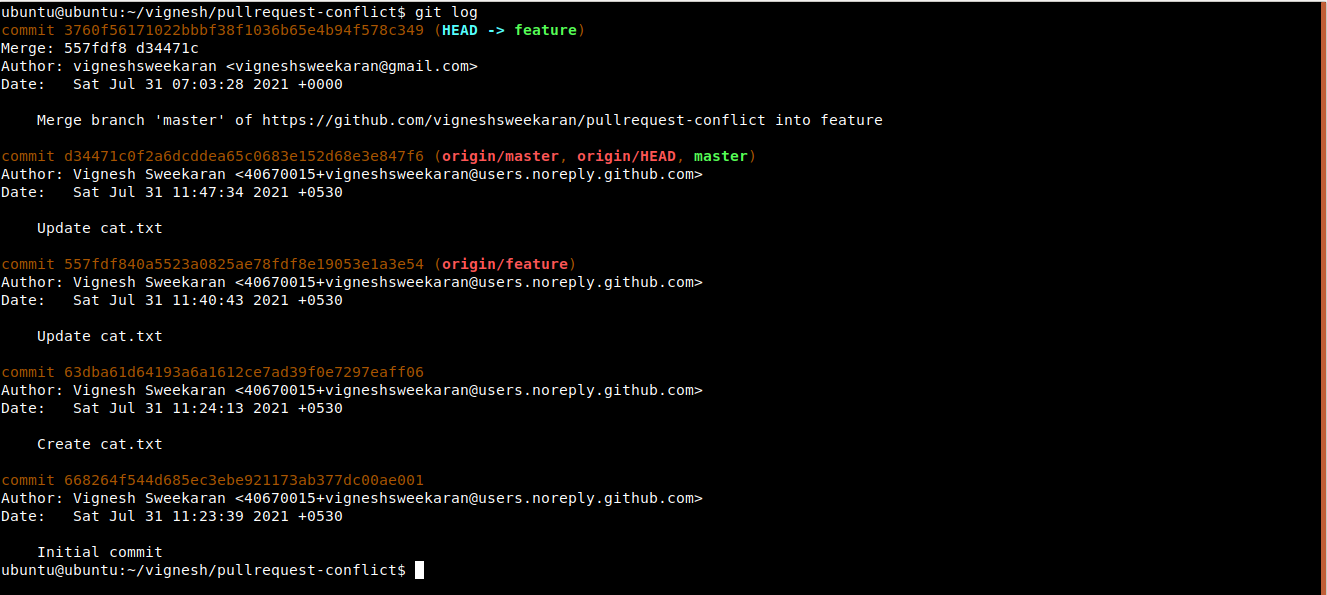 ubuntu@ubuntu:~/vignesh/pullrequest-conflict$ git log
commit 3760f56171022bbbf38f1036b65e4b94f578c349 (HEAD -> feature)
Merge: 557fdf8 d34471c
Author: vigneshsweekaran <vigneshsweekaran@gmail.com>
Date:   Sat Jul 31 07:03:28 2021 +0000
    Merge branch 'master' of https://github.com/vigneshsweekaran/pullrequest-conflict into feature
commit d34471c0f2a6dcddea65c0683e152d68e3e847f6 (origin/master, origin/HEAD, master)
Author: Vignesh Sweekaran <40670015+vigneshsweekaran@users.noreply.github.com>
Date:   Sat Jul 31 11:47:34 2021 +0530
    Update cat.txt
commit 557fdf840a5523a0825ae78fdf8e19053e1a3e54 (origin/feature)
Author: Vignesh Sweekaran <40670015+vigneshsweekaran@users.noreply.github.com>
Date:   Sat Jul 31 11:40:43 2021 +0530
    Update cat.txt
commit 63dba61d64193a6a1612ce7ad39f0e7297eaff06
Author: Vignesh Sweekaran <40670015+vigneshsweekaran@users.noreply.github.com>
Date:   Sat Jul 31 11:24:13 2021 +0530
    Create cat.txt
commit 668264f544d685ec3ebe921173ab377dc00ae001
Author: Vignesh Sweekaran <40670015+vigneshsweekaran@users.noreply.github.com>
Date:   Sat Jul 31 11:23:39 2021 +0530
    Initial commit
ubuntu@ubuntu:~/vignesh/pullrequest-conflict$